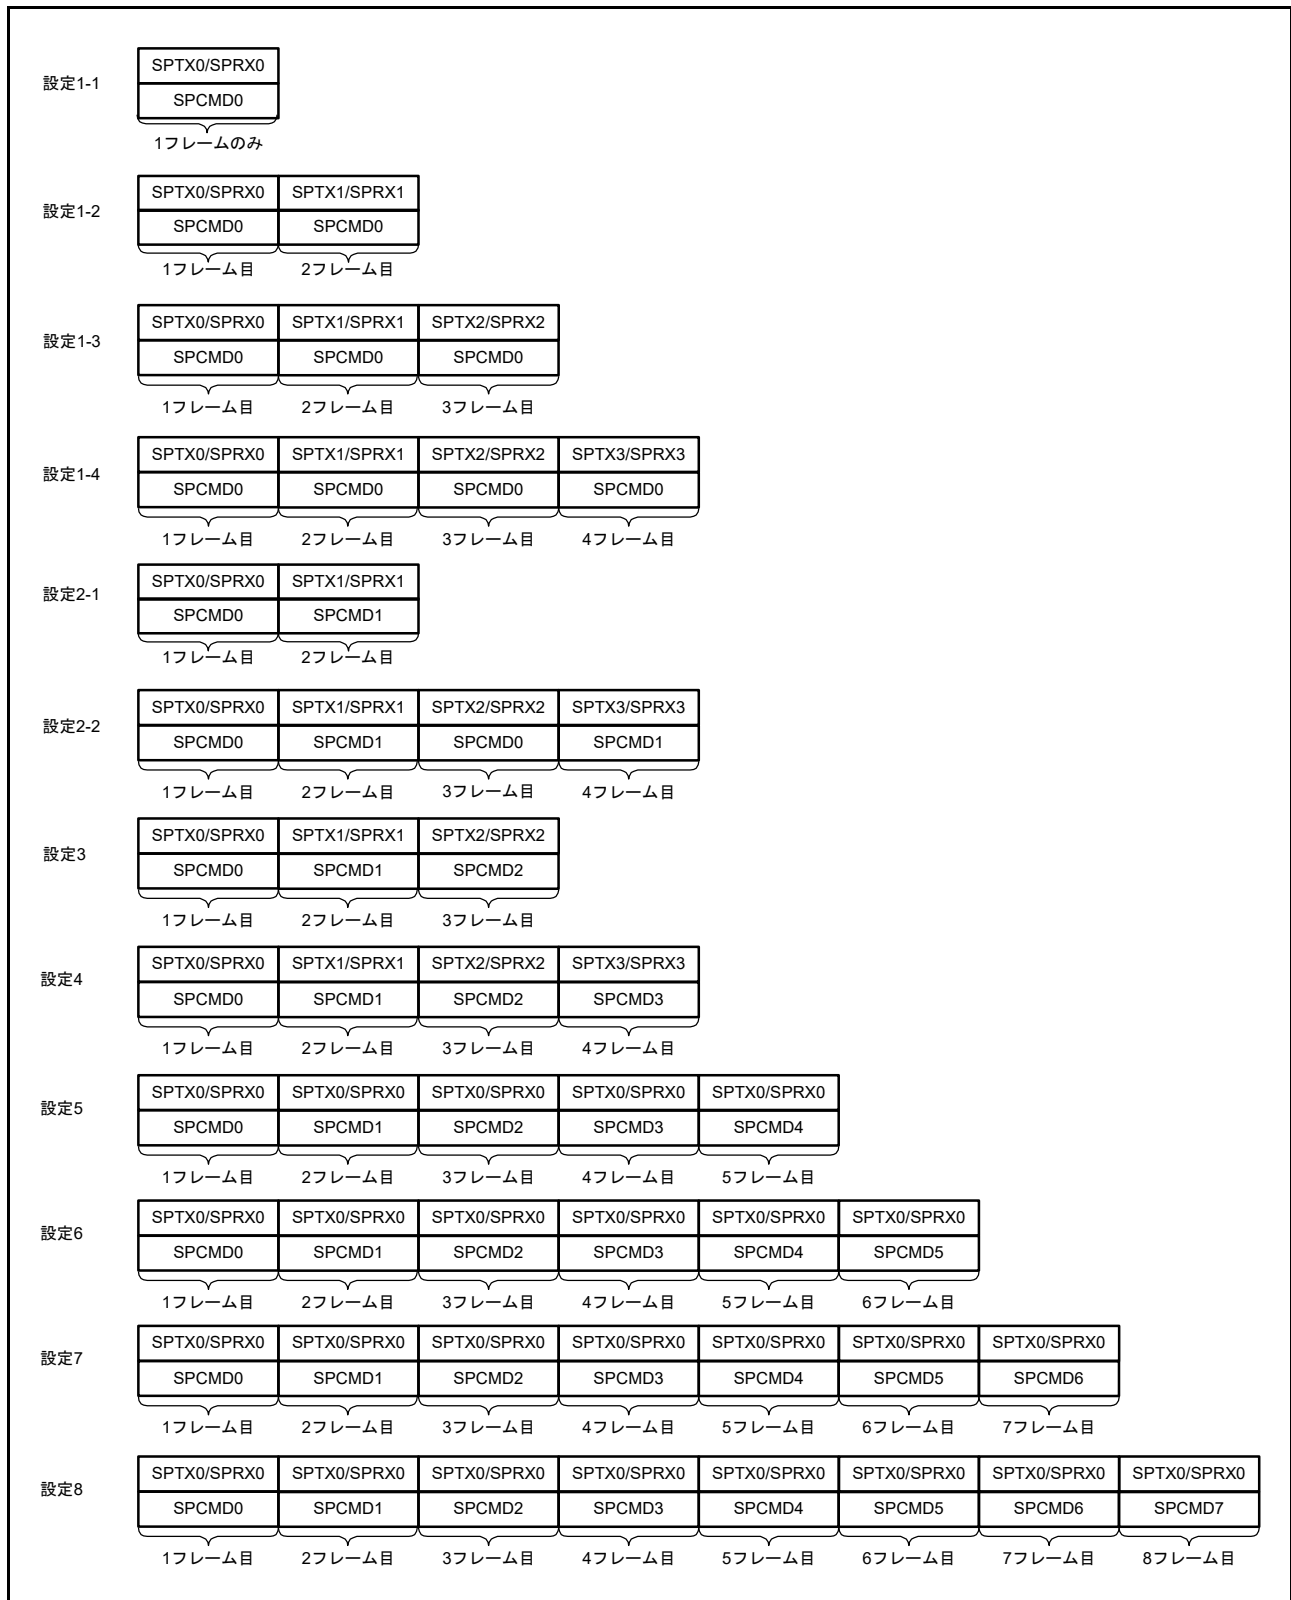 設定1-1
SPTX0/SPRX0
SPCMD0
1フレームのみ
設定1-2
SPTX0/SPRX0 SPTX1/SPRX1
SPCMD0 SPCMD0
1フレーム目 2フレーム目
設定1-3
SPTX0/SPRX0 SPTX1/SPRX1 SPTX2/SPRX2
SPCMD0 SPCMD0 SPCMD0
1フレーム目 2フレーム目 3フレーム目
設定1-4
SPTX0/SPRX0 SPTX1/SPRX1 SPTX2/SPRX2 SPTX3/SPRX3
SPCMD0 SPCMD0 SPCMD0 SPCMD0
1フレーム目 2フレーム目 3フレーム目 4フレーム目
設定2-1
SPTX0/SPRX0 SPTX1/SPRX1
SPCMD0 SPCMD1
1フレーム目 2フレーム目
設定2-2
SPTX0/SPRX0 SPTX1/SPRX1 SPTX2/SPRX2 SPTX3/SPRX3
SPCMD0 SPCMD1 SPCMD0 SPCMD1
1フレーム目 2フレーム目 3フレーム目 4フレーム目
設定3
SPTX0/SPRX0 SPTX1/SPRX1 SPTX2/SPRX2
SPCMD0 SPCMD1 SPCMD2
1フレーム目 2フレーム目 3フレーム目
設定4
SPTX0/SPRX0 SPTX1/SPRX1 SPTX2/SPRX2 SPTX3/SPRX3
SPCMD0 SPCMD1 SPCMD2 SPCMD3
1フレーム目 2フレーム目 3フレーム目 4フレーム目
設定5
SPTX0/SPRX0 SPTX0/SPRX0 SPTX0/SPRX0 SPTX0/SPRX0 SPTX0/SPRX0
SPCMD0 SPCMD1 SPCMD2 SPCMD3 SPCMD4
1フレーム目 2フレーム目 3フレーム目 4フレーム目 5フレーム目
設定6
SPTX0/SPRX0 SPTX0/SPRX0 SPTX0/SPRX0 SPTX0/SPRX0 SPTX0/SPRX0 SPTX0/SPRX0
SPCMD0 SPCMD1 SPCMD2 SPCMD3 SPCMD4 SPCMD5
1フレーム目 2フレーム目 3フレーム目 4フレーム目 5フレーム目 6フレーム目
設定7
SPTX0/SPRX0 SPTX0/SPRX0 SPTX0/SPRX0 SPTX0/SPRX0 SPTX0/SPRX0 SPTX0/SPRX0 SPTX0/SPRX0
SPCMD0 SPCMD1 SPCMD2 SPCMD3 SPCMD4 SPCMD5 SPCMD6
1フレーム目 2フレーム目 3フレーム目 4フレーム目 5フレーム目 6フレーム目 7フレーム目
設定8
SPTX0/SPRX0 SPTX0/SPRX0 SPTX0/SPRX0 SPTX0/SPRX0 SPTX0/SPRX0 SPTX0/SPRX0 SPTX0/SPRX0 SPTX0/SPRX0
SPCMD0 SPCMD1 SPCMD2 SPCMD3 SPCMD4 SPCMD5 SPCMD6 SPCMD7
1フレーム目 2フレーム目 3フレーム目 4フレーム目 5フレーム目 6フレーム目 7フレーム目 8フレーム目